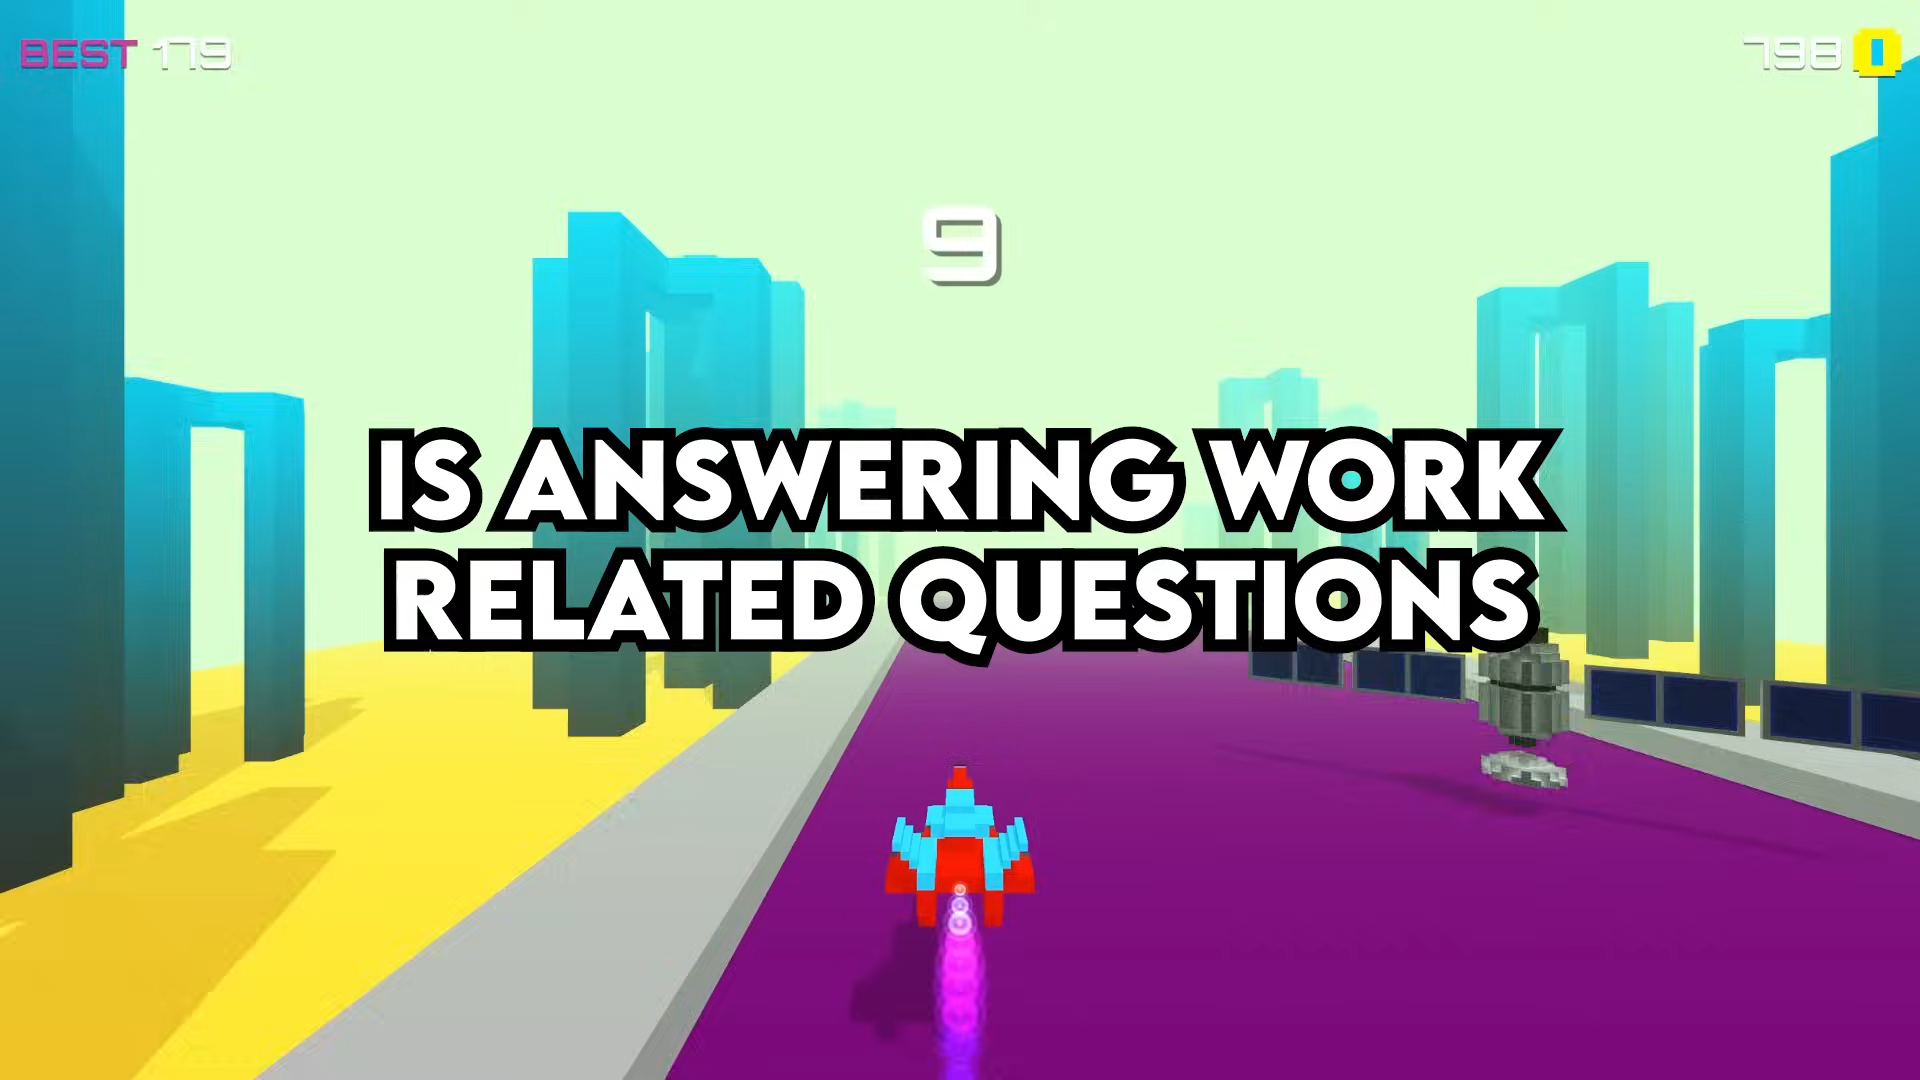 BEST 179
798
9
IS ANSWERING WORK
RELATED QUESTIONS